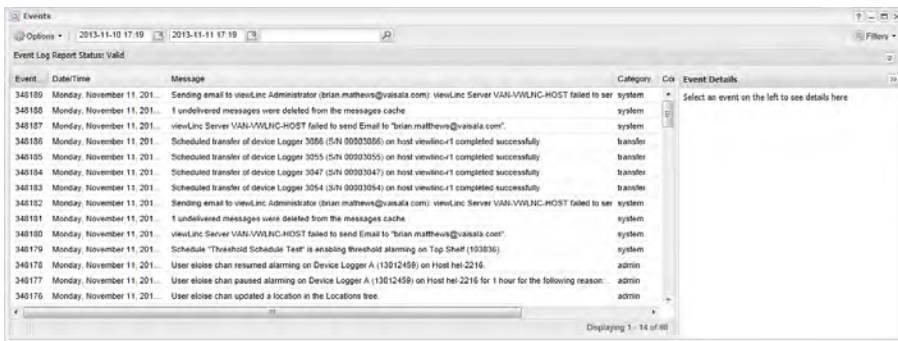 Events
Options 2013-11-10 17:19 2013-11-11 17:19 Filters
Event Log Report Status: Valid
Event Date/Time Message Category Co Event Details
Select an event on the left to see details here
348189 Monday, November 11, 201... Sending email to viewLinc Administrator (brian.mathews@vaisala.com): viewLinc Server VAN-VWLNC-HOST failed to ser system
348188 Monday, November 11, 201... 1 undelivered messages were deleted from the messages cache system
348187 Monday, November 11, 201... viewLinc Server VAN-VWLNC-HOST failed to send Email to "brian.matthews@vaisala.com". system
348186 Monday, November 11, 201... Scheduled transfer of device Logger 3086 (S/N 00003086) on host viewlinc-r1 completed successfully transfer
348185 Monday, November 11, 201... Scheduled transfer of device Logger 3055 (S/N 00003055) on host viewlinc-r1 completed successfully transfer
348184 Monday, November 11, 201... Scheduled transfer of device Logger 3047 (S/N 00003047) on host viewlinc-r1 completed successfully transfer
348183 Monday, November 11, 201... Scheduled transfer of device Logger 3054 (S/N 00003054) on host viewlinc-r1 completed successfully transfer
348182 Monday, November 11, 201... Sending email to viewLinc Administrator (brian.mathews@vaisala.com): viewLinc Server VAN-VWLNC-HOST failed to ser system
348181 Monday, November 11, 201... 1 undelivered messages were deleted from the messages cache system
348180 Monday, November 11, 201... viewLinc Server VAN-VWLNC-HOST failed to send Email to "brian.matthews@vaisala.com". system
348179 Monday, November 11, 201... Schedule "Threshold Schedule Test" is enabling threshold alarming on Top Shelf (103836). system
348178 Monday, November 11, 201... User eloise chan resumed alarming on Device Logger A (13012459) on Host hel-2216. admin
348177 Monday, November 11, 201... User eloise chan paused alarming on Device Logger A (13012459) on Host hel-2216 for 1 hour for the following reason: admin
348176 Monday, November 11, 201... User eloise chan updated a location in the Locations tree. admin
Displaying 1 - 14 of 86